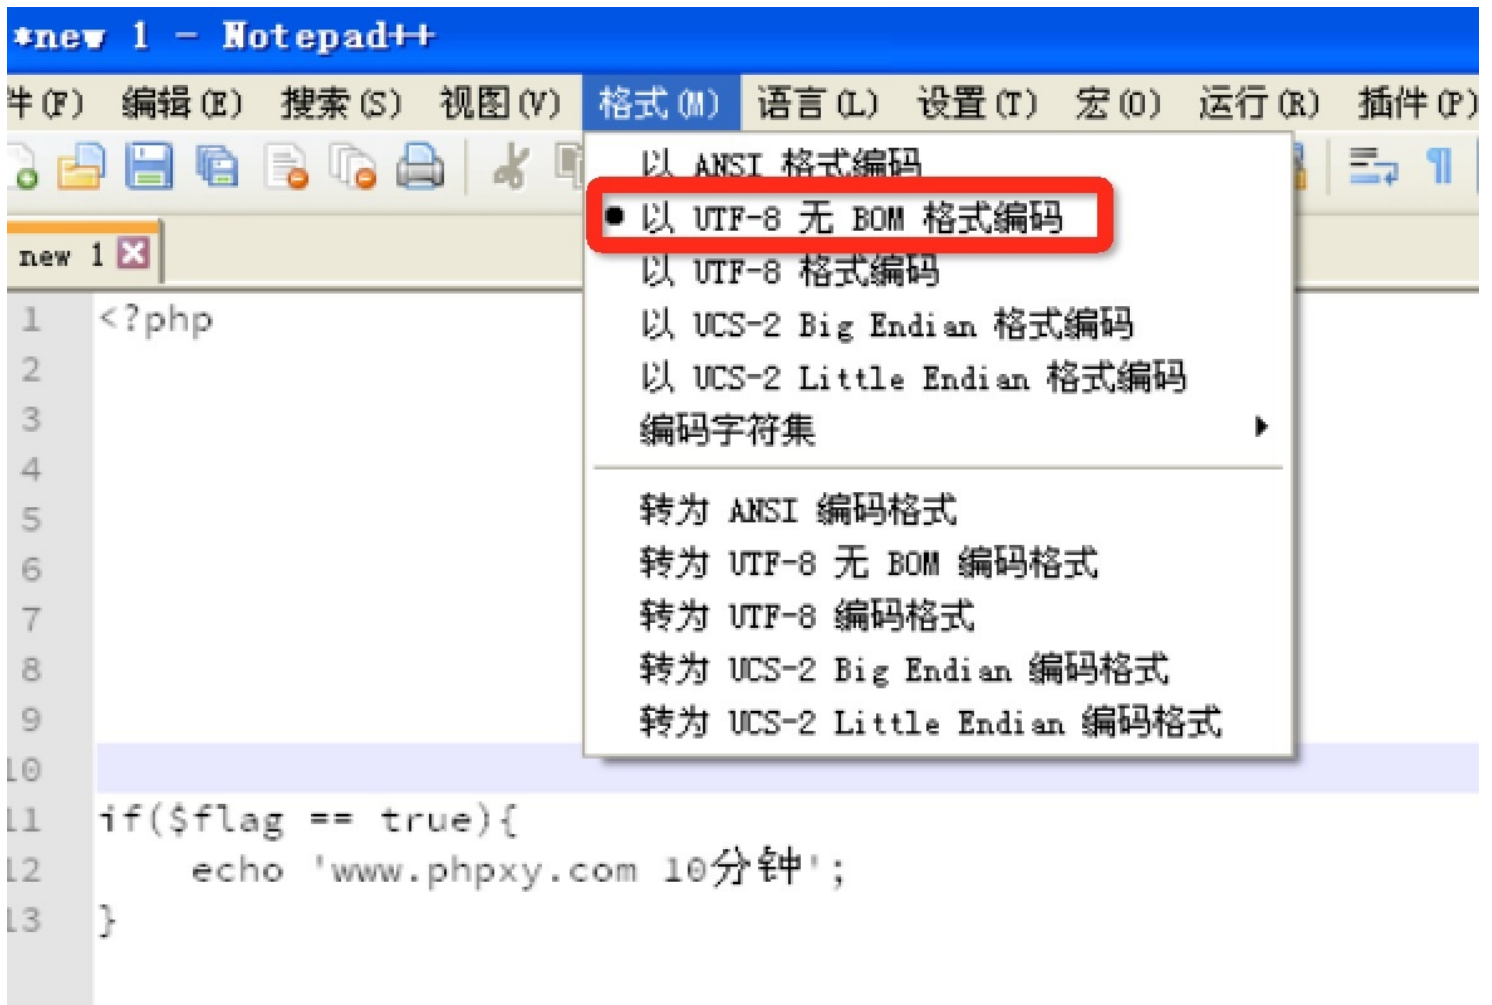 *new 1 - Notepad++
件(F) 编辑(E) 搜索(S) 视图(V) 格式(M) 语言(L) 设置(T) 宏(O) 运行(R) 插件(P)
以 ANSI 格式编码
以 UTF-8 无 BOM 格式编码
以 UTF-8 格式编码
以 UCS-2 Big Endian 格式编码
以 UCS-2 Little Endian 格式编码
编码字符集
转为 ANSI 编码格式
转为 UTF-8 无 BOM 编码格式
转为 UTF-8 编码格式
转为 UCS-2 Big Endian 编码格式
转为 UCS-2 Little Endian 编码格式
new 1
1 <?php
2
3
4
5
6
7
8
9
10
11 if($flag == true){
12 echo 'www.phpxy.com 10分钟';
13 }